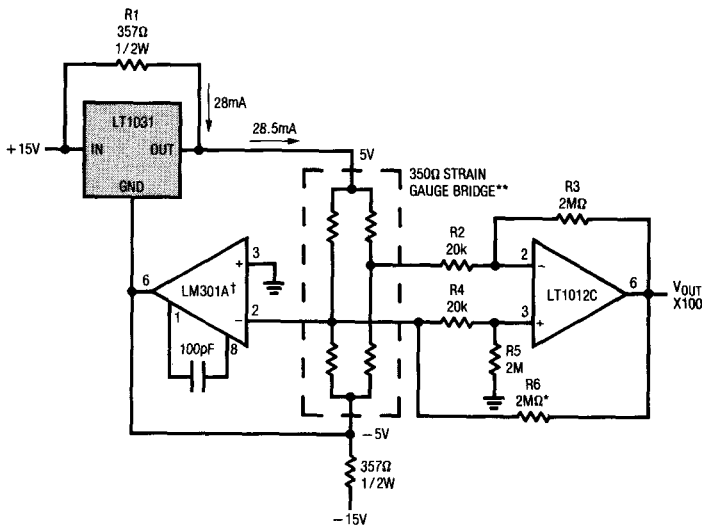 R1
357Ω
1/2W
28mA
LT1031
28.5mA
+15V
IN
OUT
GND
5V
350Ω STRAIN
GAUGE BRIDGE**
R3
2MΩ
R2
20k
2
−
6
3
+
6
LM301A†
2
−
R4
20k
3
+
LT1012C
VOUT
X100
1
8
100pF
R5
2M
R6
2MΩ*
−5V
357Ω
1/2W
−15V